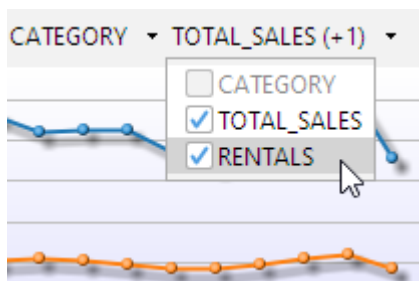 CATEGORY TOTAL_SALES (+1)
CATEGORY
TOTAL_SALES
RENTALS